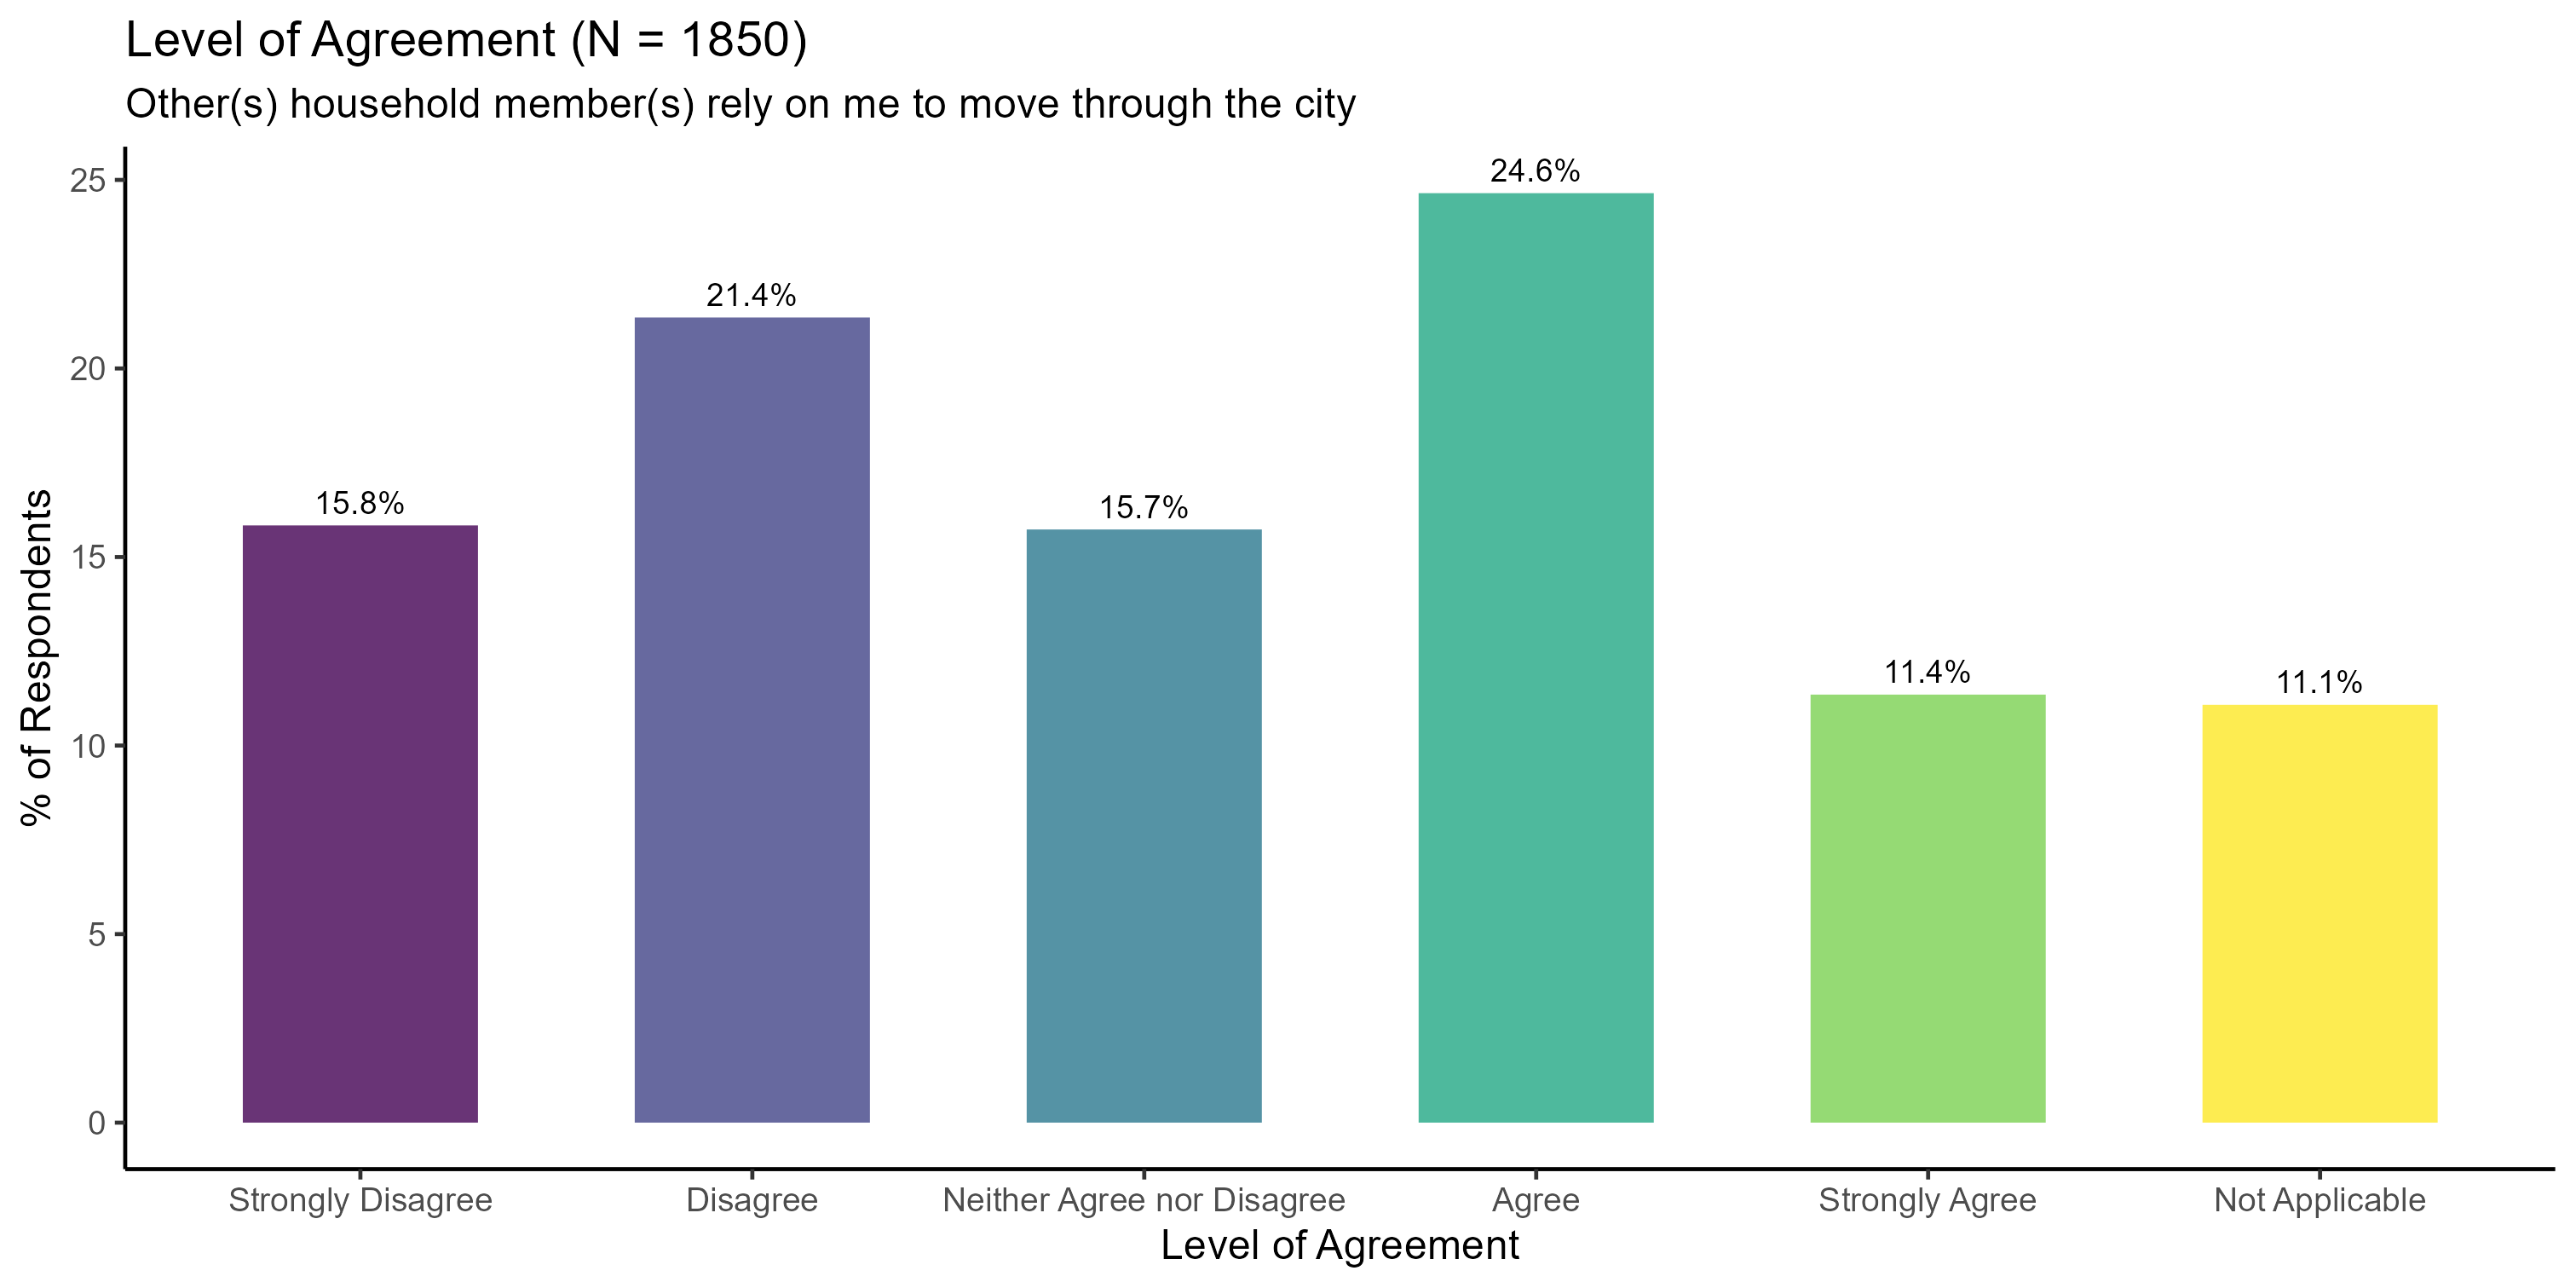 Level of Agreement (N = 1850)
Other(s) household member(s) rely on me to move through the city
% of Respondents
25
20
15
10
5
0
15.8%
21.4%
15.7%
24.6%
11.4%
11.1%
Strongly Disagree
Disagree
Neither Agree nor Disagree
Agree
Strongly Agree
Not Applicable
Level of Agreement